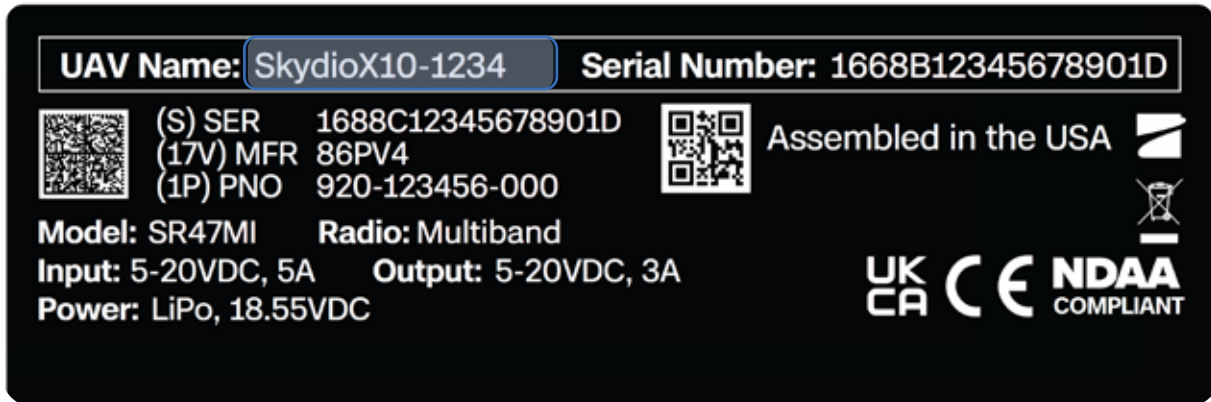 UAV Name: SkydioX10-1234 Serial Number: 1668B12345678901D
(S) SER 1688C12345678901D
(17V) MFR 86PV4
(1P) PNO 920-123456-000
Assembled in the USA
Model: SR47MI Radio: Multiband
Input: 5-20VDC, 5A Output: 5-20VDC, 3A
Power: LiPo, 18.55VDC
UK
CA
CE
NDAA
COMPLIANT